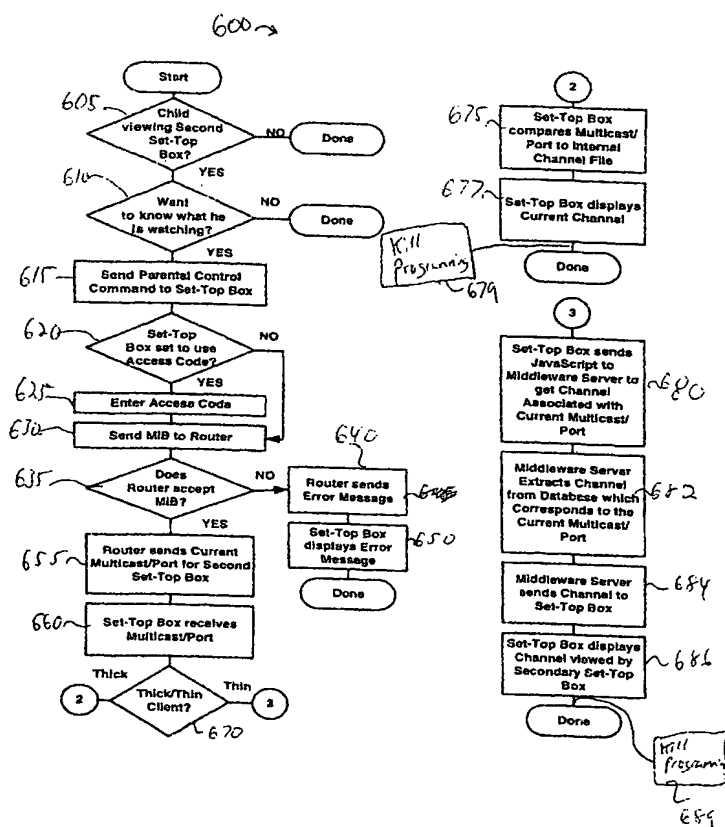 600
Start
605
Child
viewing Second
Set-Top
Box?
NO
Done
YES
610
Want
to know what he
is watching?
NO
Done
YES
615
Send Parental Control
Command to Set-Top Box
620
Set-Top
Box set to use
Access Code?
NO
YES
625
Enter Access Code
630
Send MIB to Router
635
Does
Router accept
MIB?
NO
640
Router sends
Error Message
YES
650
Set-Top Box
displays Error
Message
Done
655
Router sends Current
Multicast/Port for Second
Set-Top Box
660
Set-Top Box receives
Multicast/Port
Thick
Thin
2
Thick/Thin
Client?
3
670
2
675
Set-Top Box
compares Multicast/
Port to Internal
Channel File
677
Set-Top Box displays
Current Channel
Kill
Programming
679
Done
3
Set-Top Box sends
JavaScript to
Middleware Server to
get Channel
Associated with
Current Multicast/
Port
680
Middleware Server
Extracts Channel
from Database which
Corresponds to the
Current Multicast/
Port
682
Middleware Server
sends Channel to
Set-Top Box
684
Set-Top Box displays
Channel viewed by
Secondary Set-Top
Box
686
Done
Kill
Programming
689